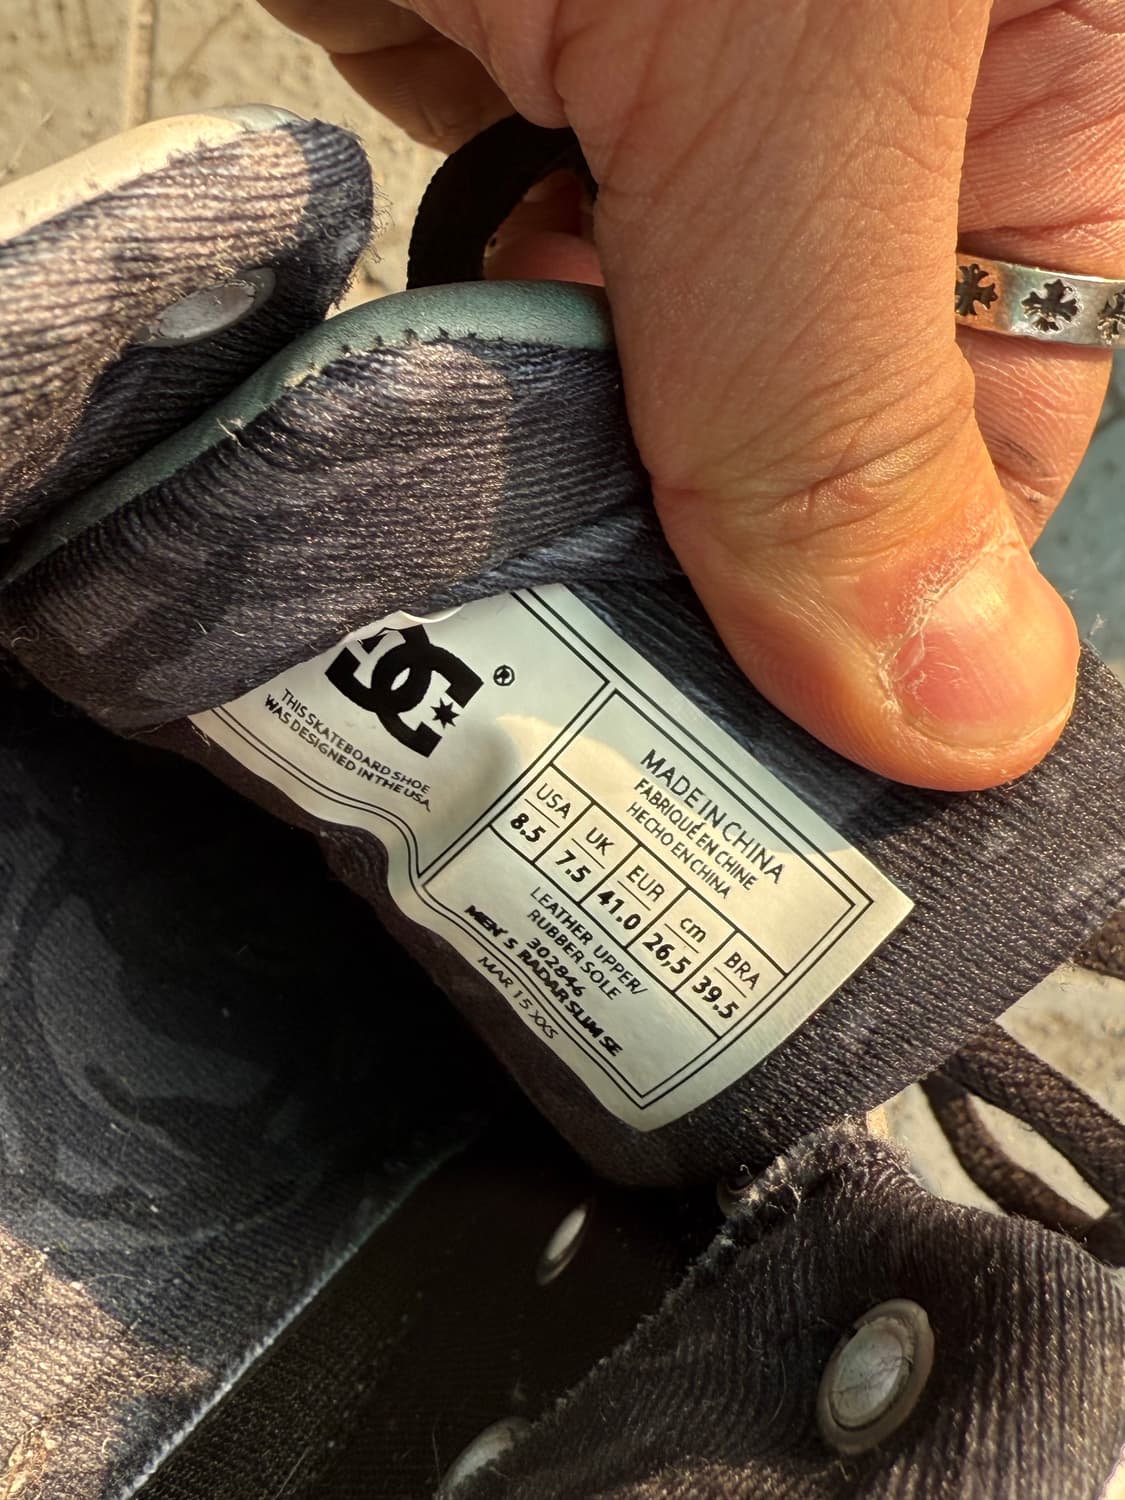 DC®
THIS SKATEBOARD SHOE
WAS DESIGNED IN THE USA.
MADE IN CHINA
FABRIQUÉ EN CHINE
HECHO EN CHINA
USA UK EUR cm BRA
8.5 7.5 41.0 26,5 39.5
LEATHER UPPER/
RUBBER SOLE
302846
MEN'S RADAR SLIM SE
MAR 15 XXS